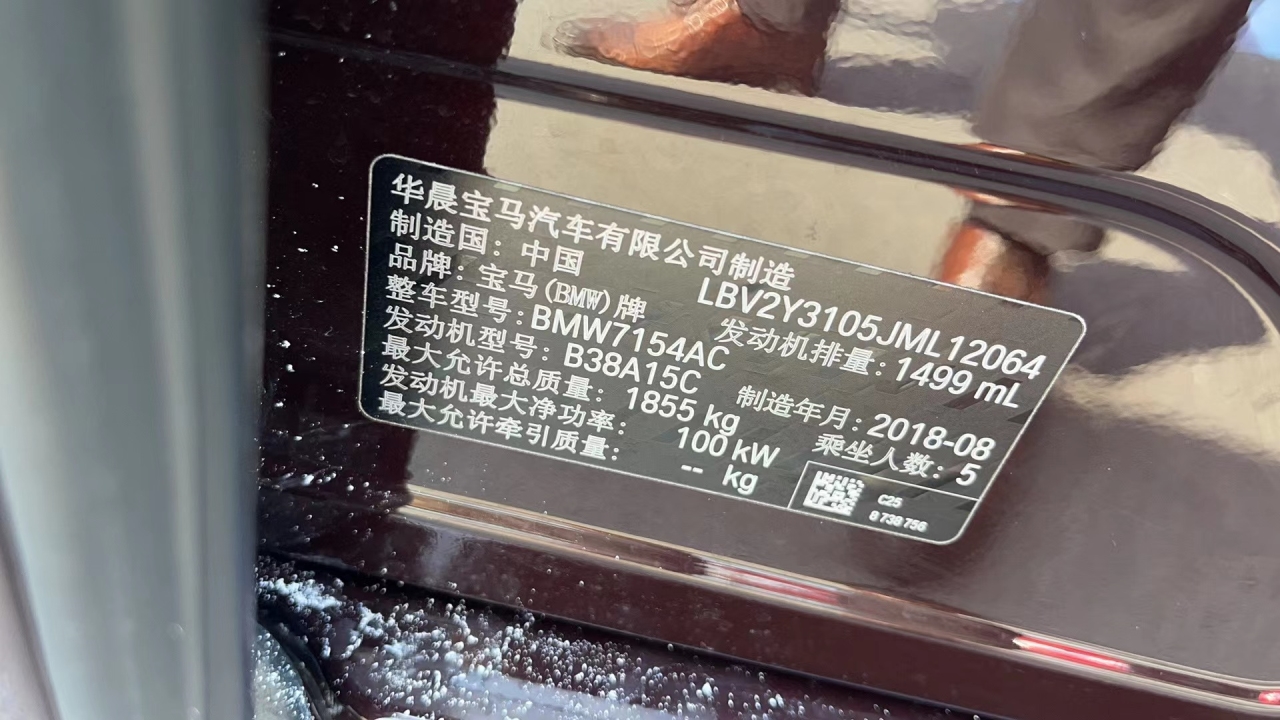 华晨宝马汽车有限公司制造
制造国：中国 LBV2Y3105JML12064
品牌：宝马(BMW)牌 发动机排量：1499 mL
整车型号：BMW7154AC
发动机型号：B38A15C 制造年月：2018-08
最大允许总质量：1855 kg 乘坐人数：5
发动机最大净功率：100 kW
最大允许牵引质量：-- kg
C25
8 738 756